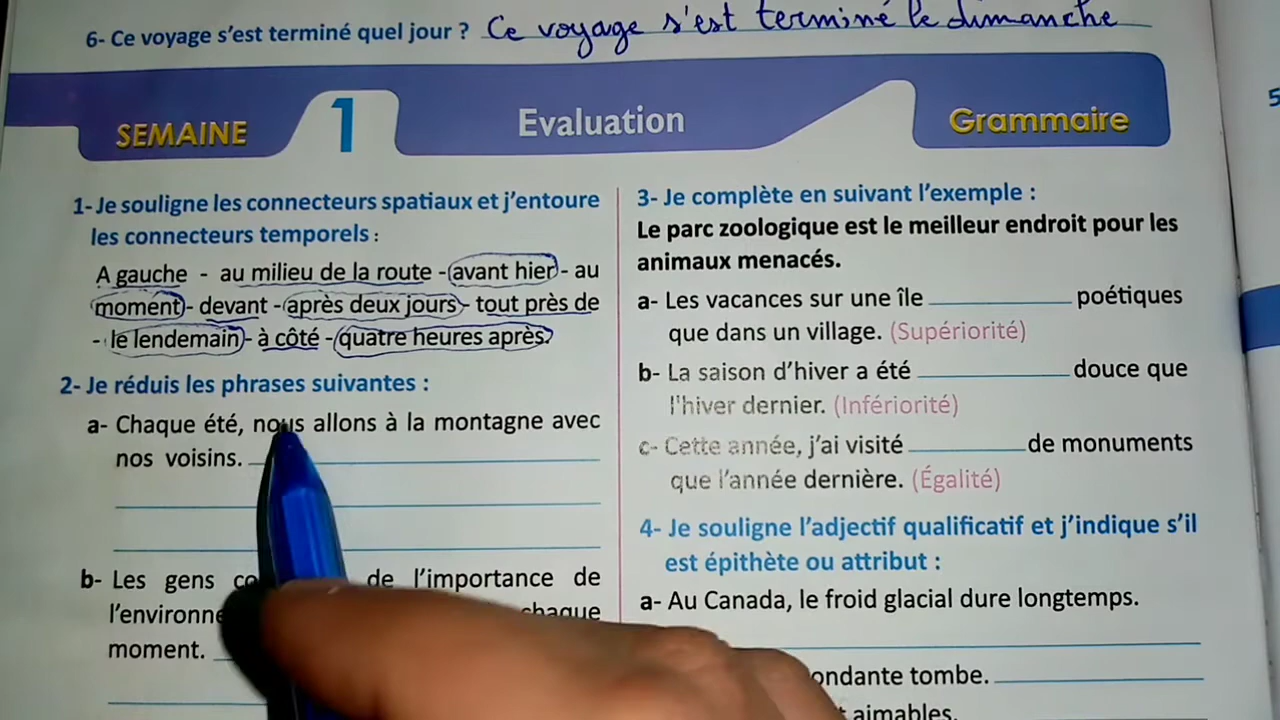 6- Ce voyage s'est terminé quel jour ? Ce voyage s'est terminé le dimanche
SEMAINE 1 Evaluation Grammaire
1- Je souligne les connecteurs spatiaux et j'entoure
les connecteurs temporels :
A gauche - au milieu de la route - avant hier - au
moment - devant - après deux jours - tout près de
- le lendemain - à côté - quatre heures après.
2- Je réduis les phrases suivantes :
a- Chaque été, nous allons à la montagne avec
nos voisins.
b- Les gens de l'importance de
chaque
moment.
3- Je complète en suivant l'exemple :
Le parc zoologique est le meilleur endroit pour les
animaux menacés.
a- Les vacances sur une île poétiques
que dans un village. (Supériorité)
b- La saison d'hiver a été douce que
l'hiver dernier. (Infériorité)
c- Cette année, j'ai visité de monuments
que l'année dernière. (Égalité)
4- Je souligne l'adjectif qualificatif et j'indique s'il
est épithète ou attribut :
a- Au Canada, le froid glacial dure longtemps.
tombe.
aimables.
5